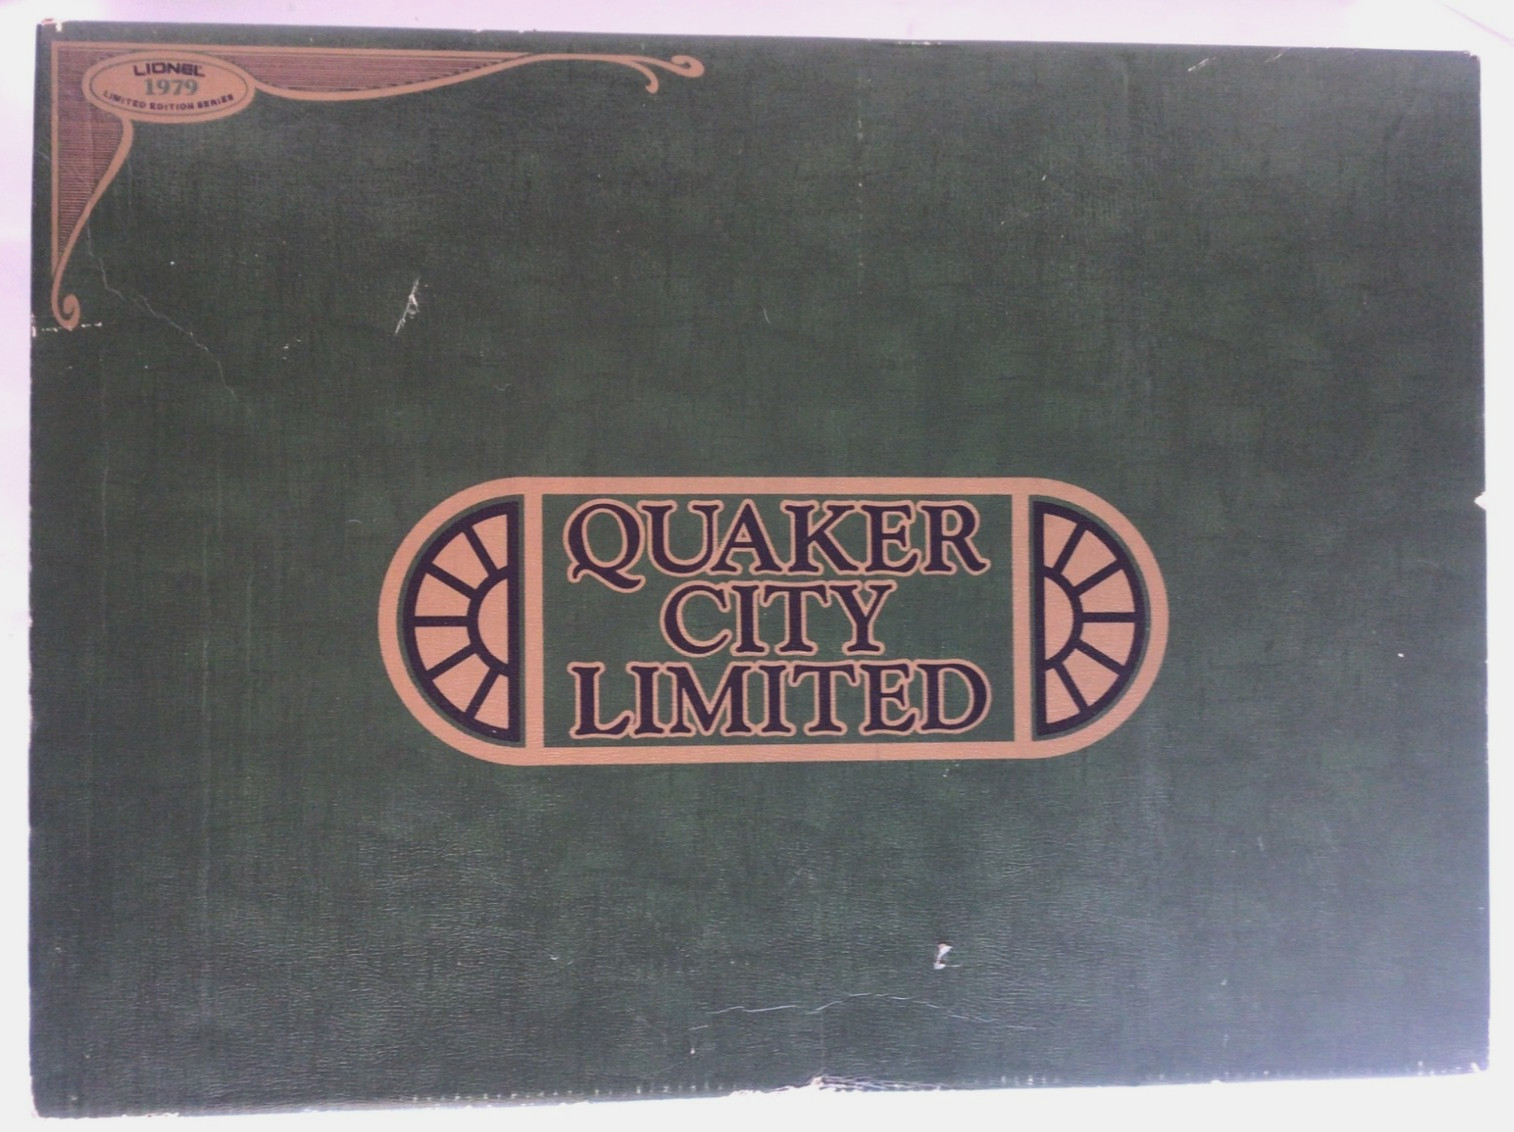 LIONEL
1979
LIMITED EDITION SERIES
QUAKER
CITY
LIMITED